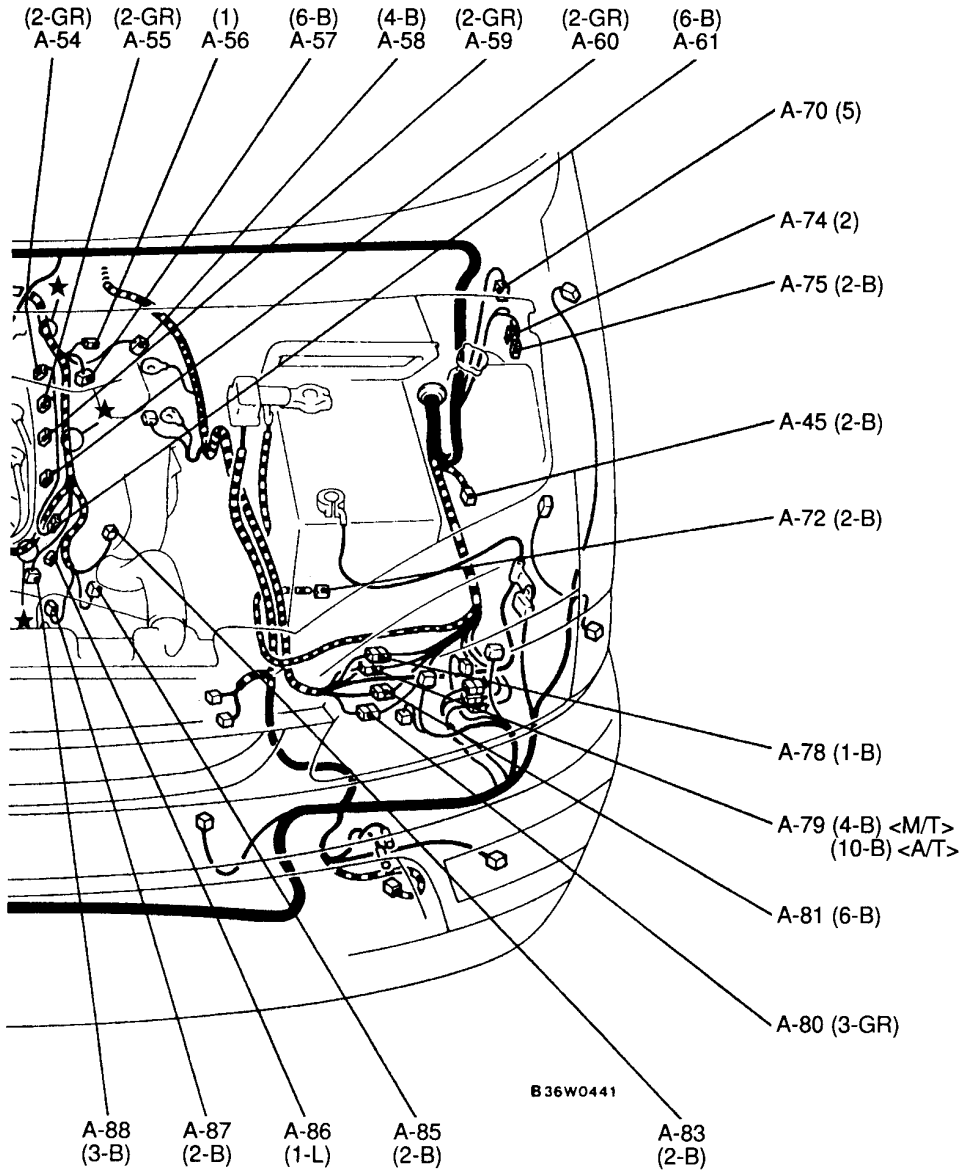 (2-GR) (2-GR) (1) (6-B) (4-B) (2-GR) (2-GR) (6-B)
A-54 A-55 A-56 A-57 A-58 A-59 A-60 A-61
A-70 (5)
A-74 (2)
A-75 (2-B)
A-45 (2-B)
A-72 (2-B)
A-78 (1-B)
A-79 (4-B) <M/T>
(10-B) <A/T>
A-81 (6-B)
A-80 (3-GR)
B36W0441
A-88 A-87 A-86 A-85 A-83
(3-B) (2-B) (1-L) (2-B) (2-B)